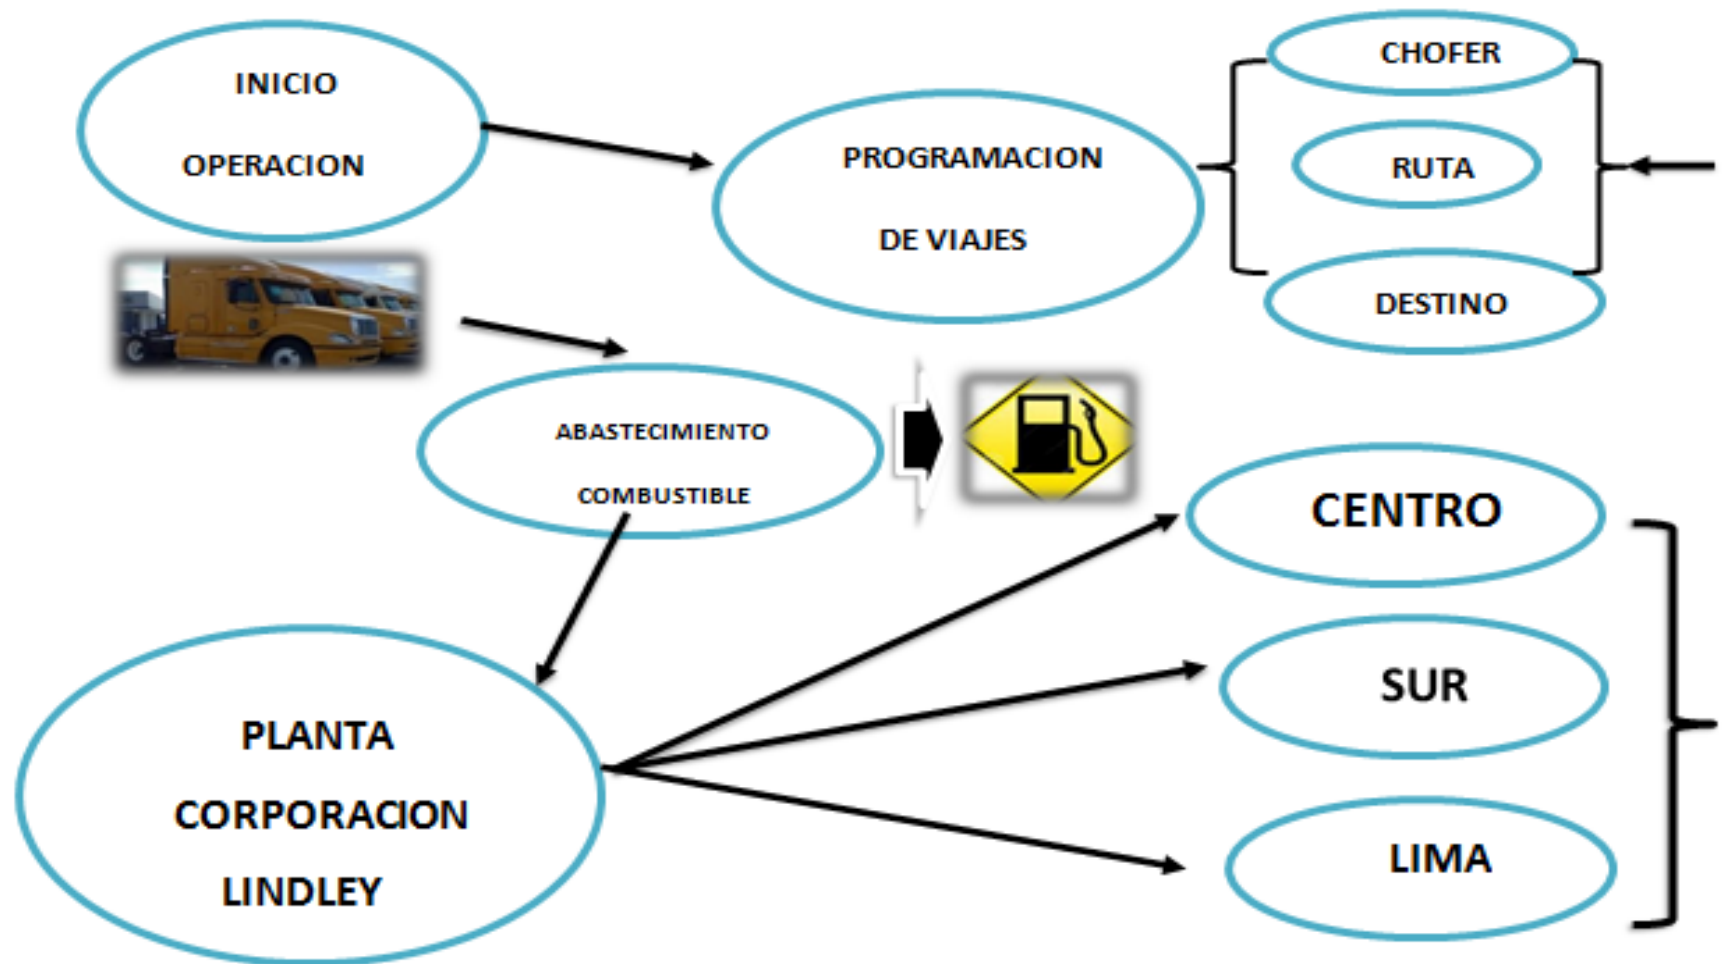 INICIO
OPERACION
PROGRAMACION
DE VIAJES
CHOFER
RUTA
DESTINO
ABASTECIMIENTO
COMBUSTIBLE
CENTRO
SUR
LIMA
PLANTA
CORPORACION
LINDLEY